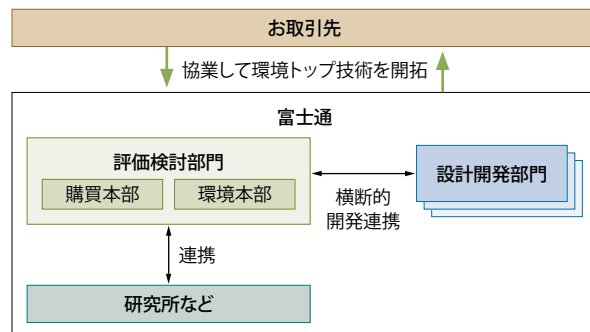 お取引先
協業して環境トップ技術を開拓
富士通
評価検討部門
購買本部
環境本部
設計開発部門
横断的
開発連携
連携
研究所など